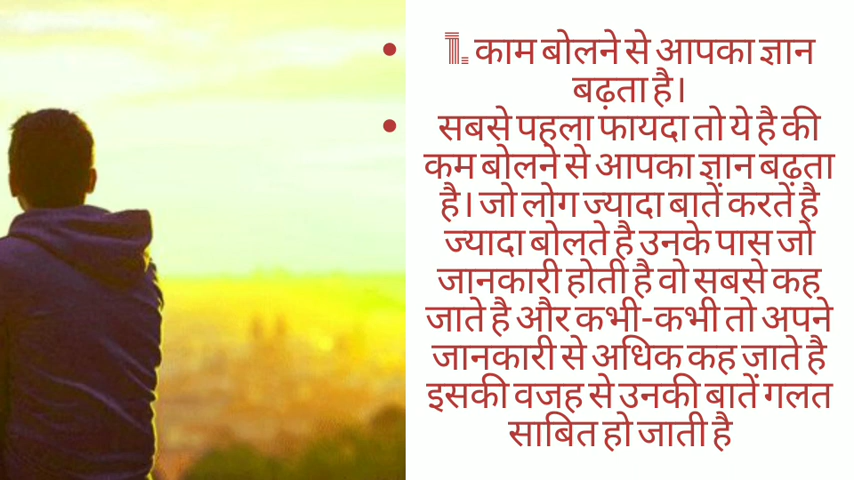 • 1. काम बोलने से आपका ज्ञान
बढ़ता है।
• सबसे पहला फायदा तो ये है की
कम बोलने से आपका ज्ञान बढ़ता
है। जो लोग ज्यादा बातें करतें है
ज्यादा बोलते है उनके पास जो
जानकारी होती है वो सबसे कह
जाते है और कभी-कभी तो अपने
जानकारी से अधिक कह जाते है
इसकी वजह से उनकी बातें गलत
साबित हो जाती है